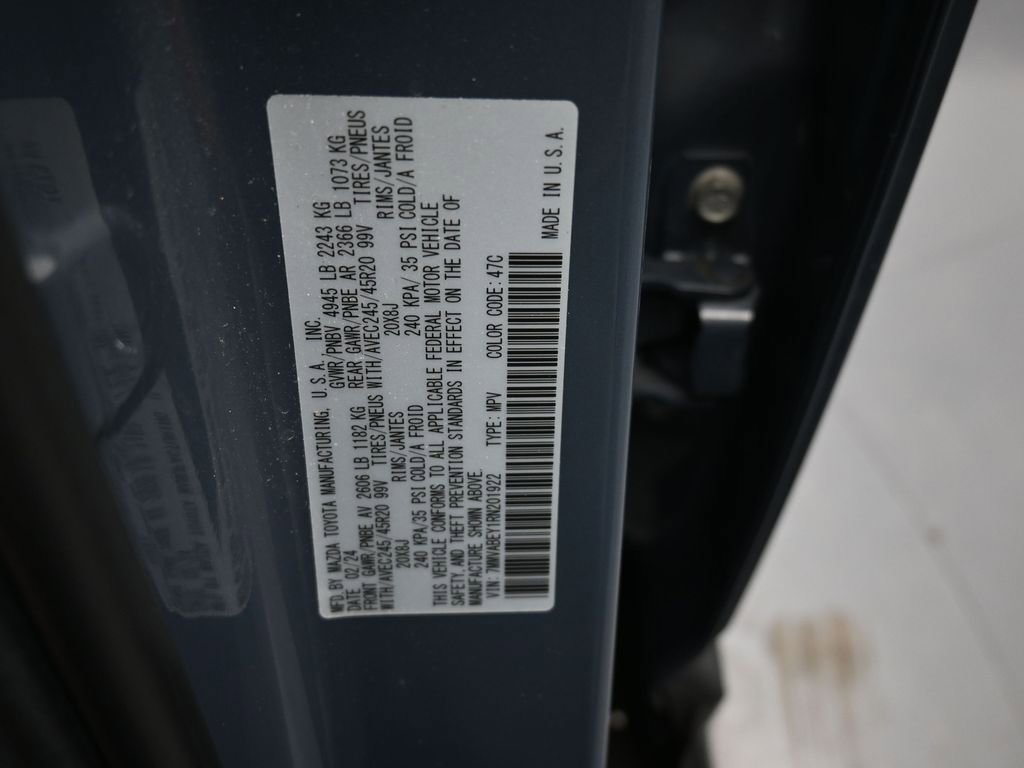 MFD. BY MAZDA TOYOTA MANUFACTURING, U.S.A., INC.
DATE 02/24 GVWR/PNBV 4945 LB 2243 KG
FRONT GAWR/PNBE AV 2606 LB 1182 KG REAR GAWR/PNBE AR 2366 LB 1073 KG
WITH/AVEC245/45R20 99V TIRES/PNEUS WITH/AVEC245/45R20 99V TIRES/PNEUS
20X8J RIMS/JANTES 20X8J RIMS/JANTES
240 KPA/35 PSI COLD/A FROID 240 KPA/35 PSI COLD/A FROID
THIS VEHICLE CONFORMS TO ALL APPLICABLE FEDERAL MOTOR VEHICLE
SAFETY, AND THEFT PREVENTION STANDARDS IN EFFECT ON THE DATE OF
MANUFACTURE SHOWN ABOVE.
VIN: 7MMVABEY1RN201922 TYPE: MPV COLOR CODE: 47C
MADE IN U.S.A.